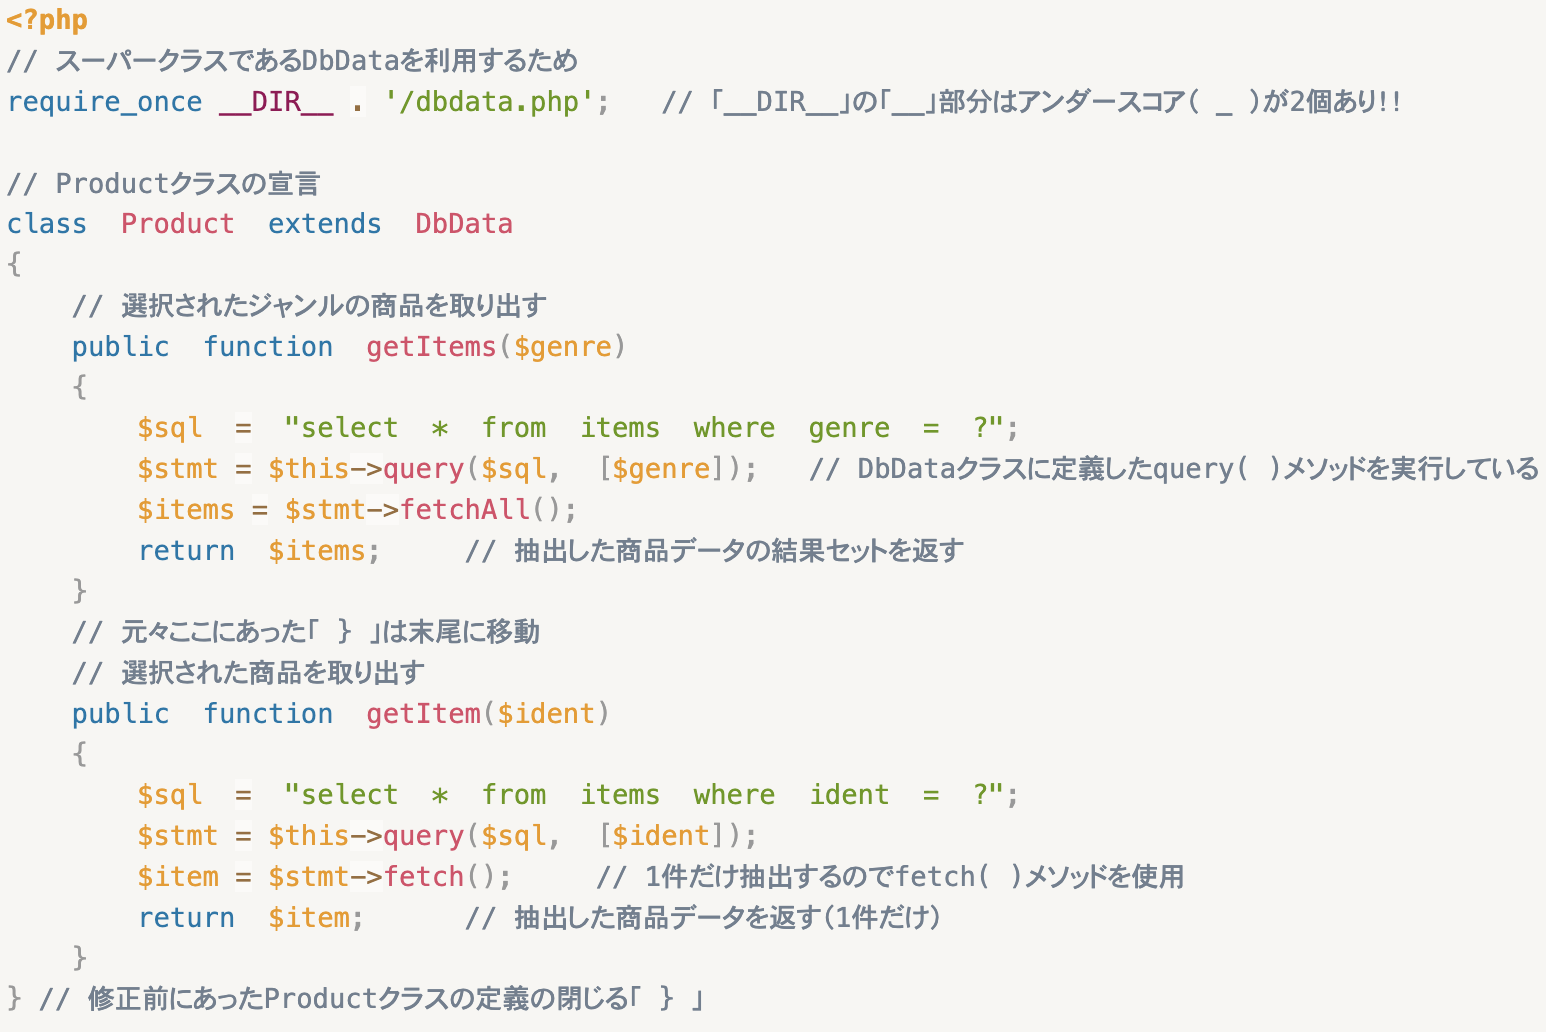 <?php
// スーパークラスであるDbDataを利用するため
require_once __DIR__ . '/dbdata.php';   // 「__DIR__」の「__」部分はアンダースコア( _ )が2個あり!!
// Productクラスの宣言
class  Product  extends  DbData
{
    // 選択されたジャンルの商品を取り出す
    public  function  getItems($genre)
    {
        $sql  =  "select  *  from  items  where  genre  =  ?";
        $stmt = $this->query($sql,  [$genre]);   // DbDataクラスに定義したquery( )メソッドを実行している
        $items = $stmt->fetchAll();
        return  $items;     // 抽出した商品データの結果セットを返す
    }
    // 元々ここにあった「 } 」は末尾に移動
    // 選択された商品を取り出す
    public  function  getItem($ident)
    {
        $sql  =  "select  *  from  items  where  ident  =  ?";
        $stmt = $this->query($sql,  [$ident]);
        $item = $stmt->fetch();     // 1件だけ抽出するのでfetch( )メソッドを使用
        return  $item;      // 抽出した商品データを返す(1件だけ)
    }
} // 修正前にあったProductクラスの定義の閉じる「 } 」